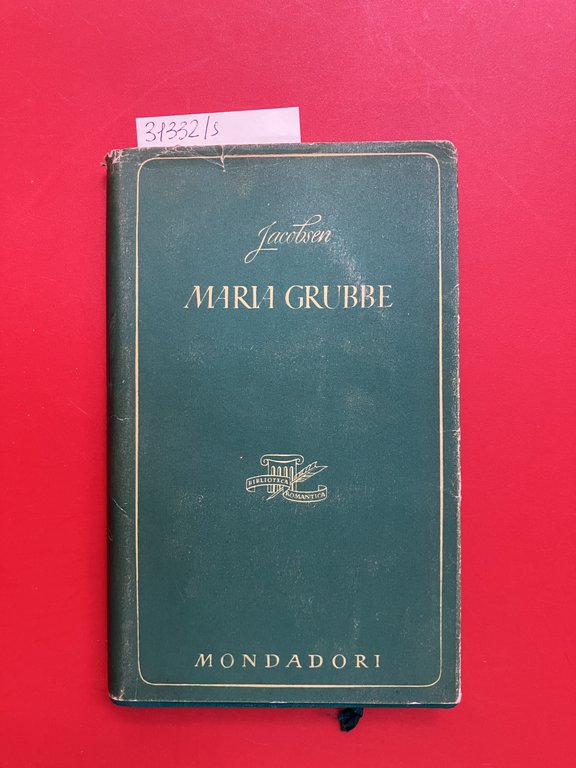 31332/s
Jacobsen
MARIA GRUBBE
BIBLIOTECA
ROMANTICA
MONDADORI